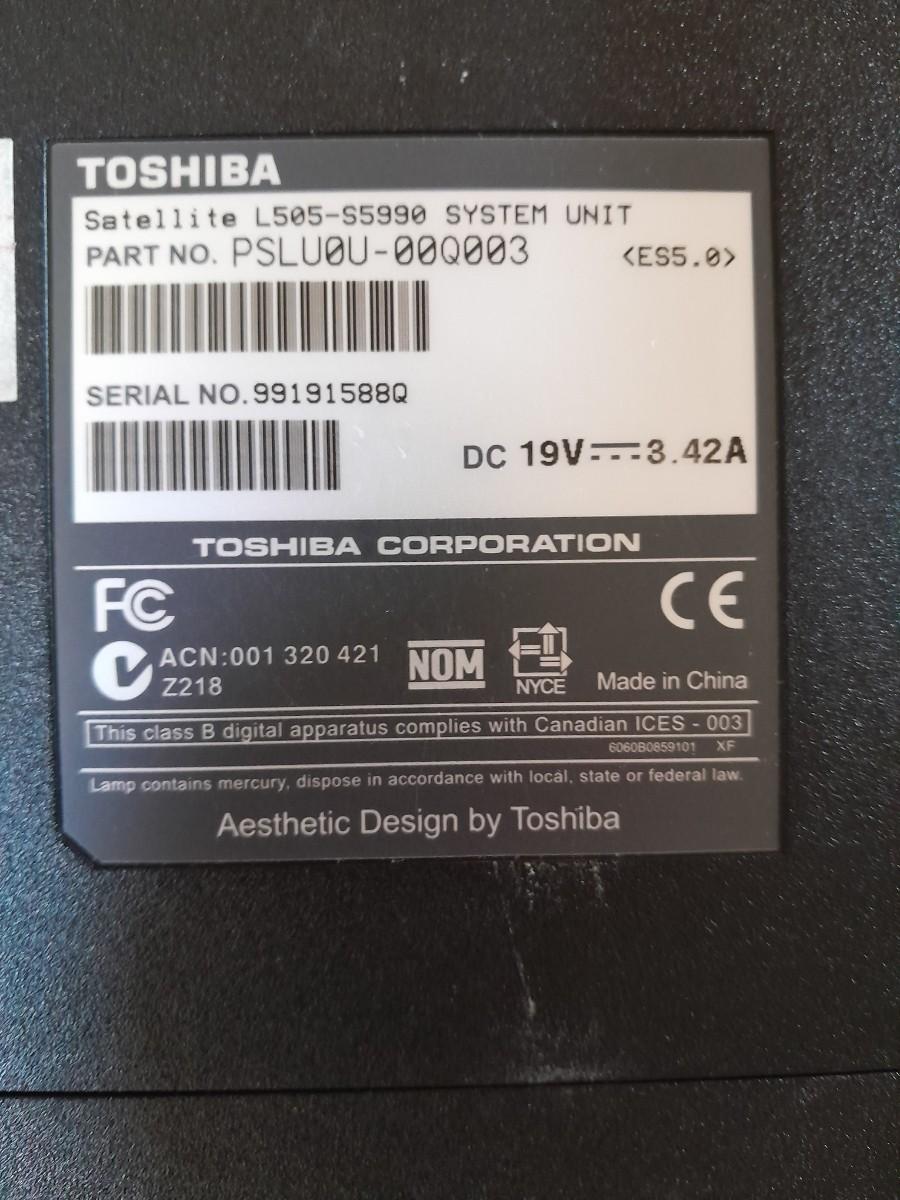 TOSHIBA
Satellite L505-S5990 SYSTEM UNIT
PART NO. PSLU0U-00Q003 <ES5.0>
SERIAL NO.99191588Q
DC 19V⎓3.42A
TOSHIBA CORPORATION
FC CE
ACN:001 320 421
Z218
NOM
NYCE
Made in China
This class B digital apparatus complies with Canadian ICES - 003
6060B0859101 XF
Lamp contains mercury, dispose in accordance with local, state or federal law.
Aesthetic Design by Toshiba